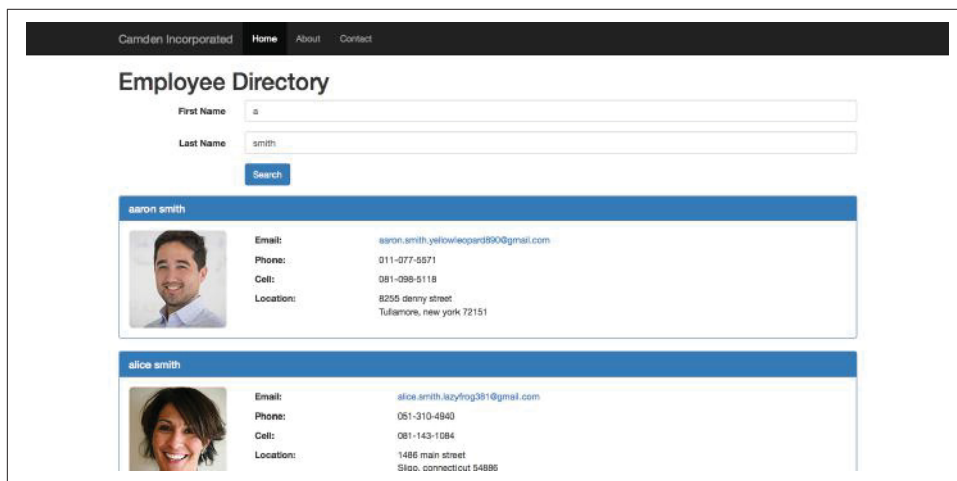 Camden Incorporated Home About Contact
Employee Directory
First Name a
Last Name smith
Search
aaron smith
Email: aaron.smith.yellowleopard890@gmail.com
Phone: 011-077-5571
Cell: 081-098-5118
Location: 8255 denny street
Tullamore, new york 72151
alice smith
Email: alice.smith.lazyfrog381@gmail.com
Phone: 051-310-4940
Cell: 081-143-1084
Location: 1486 main street
Sligo, connecticut 54886